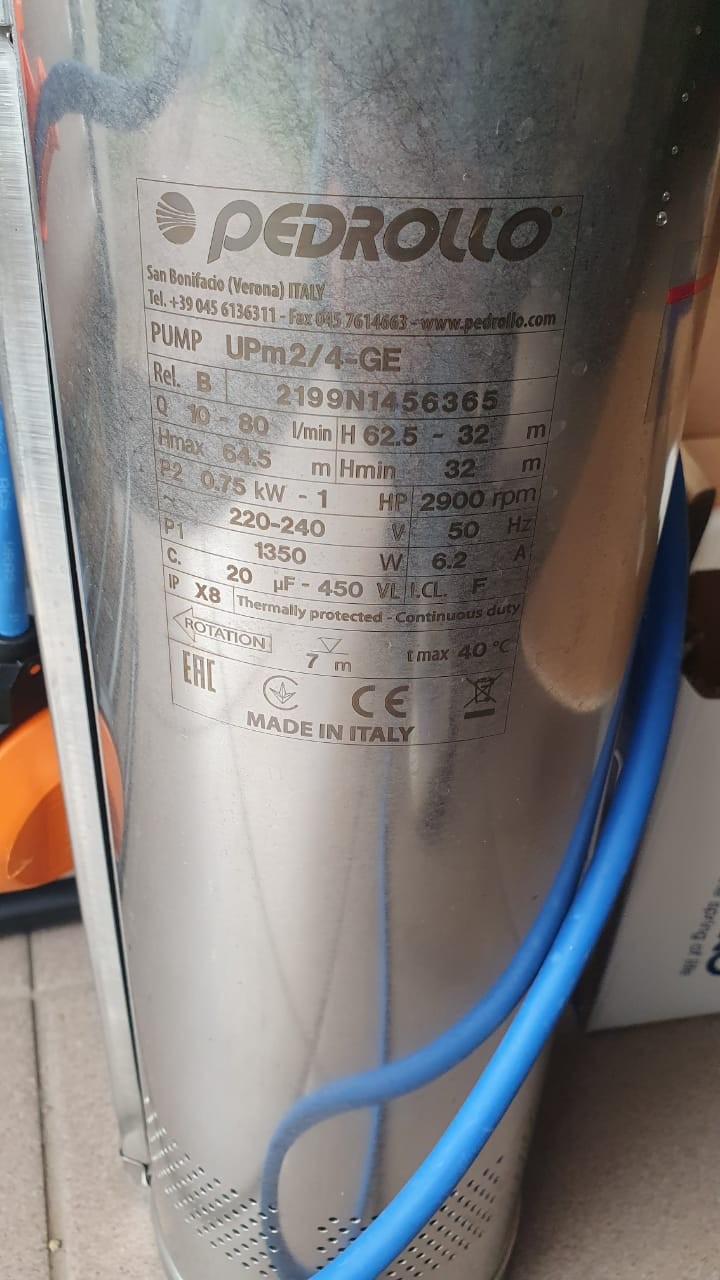 PEDROLLO
San Bonifacio (Verona) ITALY
Tel. +39 045 6136311 - Fax 045 7614663 - www.pedrollo.com
PUMP UPm2/4-GE
Rel. B 2199N1456365
Q 10 - 80 l/min H 62.5 - 32 m
Hmax 64.5 m Hmin 32 m
P2 0.75 kW - 1 HP 2900 rpm
~ 220-240 V 50 Hz
P1 1350 W 6.2 A
C. 20 µF - 450 VL I.CL. F
IP X8 Thermally protected - Continuous duty
ROTATION 7 m t max 40 °C
EAC CE
MADE IN ITALY
spring of life